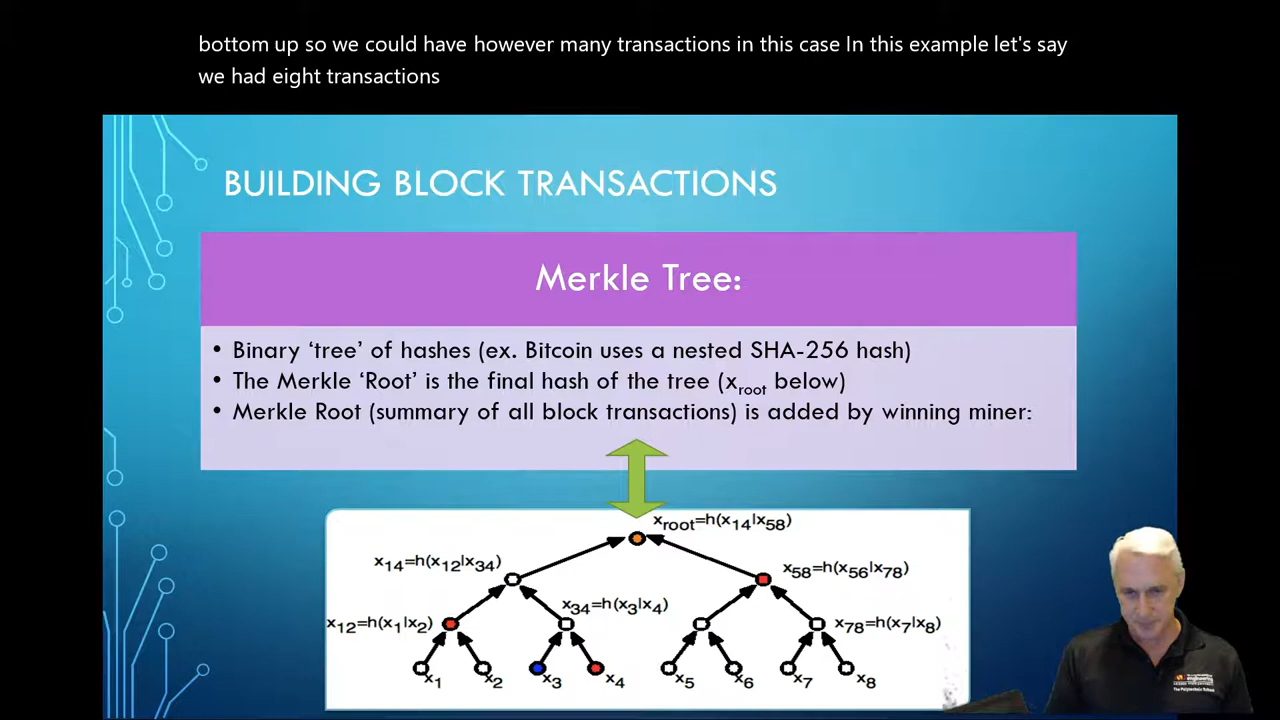 bottom up so we could have however many transactions in this case In this example let's say
we had eight transactions
BUILDING BLOCK TRANSACTIONS
Merkle Tree:
• Binary ‘tree’ of hashes (ex. Bitcoin uses a nested SHA-256 hash)
• The Merkle ‘Root’ is the final hash of the tree (xroot below)
• Merkle Root (summary of all block transactions) is added by winning miner:
xroot=h(x14|x58)
x14=h(x12|x34)
x58=h(x56|x78)
x34=h(x3|x4)
x12=h(x1|x2)
x78=h(x7|x8)
x1 x2 x3 x4 x5 x6 x7 x8
engineering
The Polytechnic School